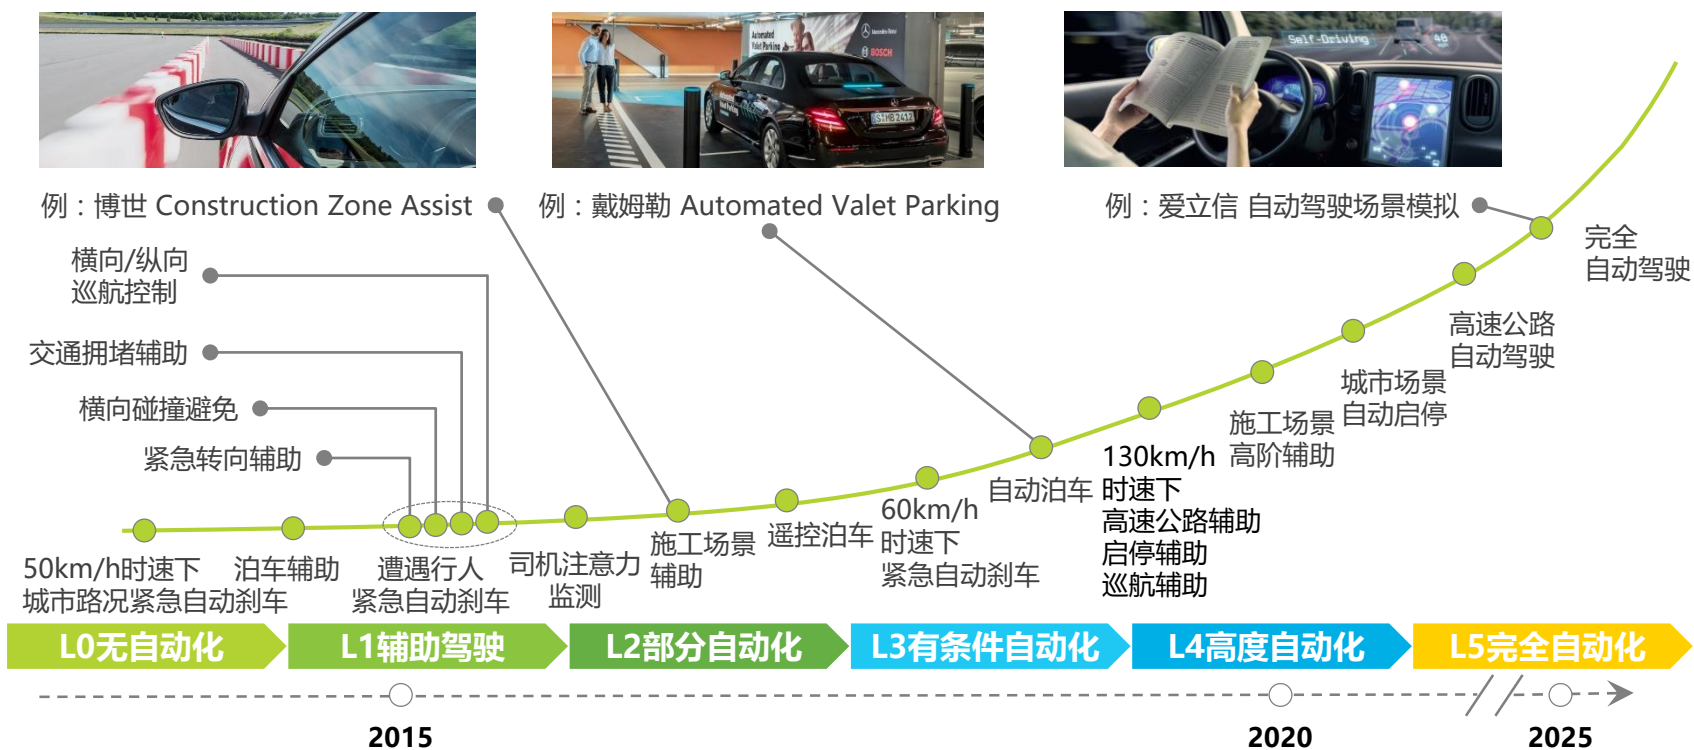 Automated
Valet Parking
Mercedes-Benz
BOSCH
S HB 2412
Self-Driving
40
例：博世 Construction Zone Assist
例：戴姆勒 Automated Valet Parking
例：爱立信 自动驾驶场景模拟
横向/纵向
巡航控制
交通拥堵辅助
横向碰撞避免
紧急转向辅助
50km/h时速下
城市路况紧急自动刹车
泊车辅助
遭遇行人
紧急自动刹车
司机注意力
监测
施工场景
辅助
遥控泊车
60km/h
时速下
紧急自动刹车
自动泊车
130km/h
时速下
高速公路辅助
启停辅助
巡航辅助
施工场景
高阶辅助
城市场景
自动启停
高速公路
自动驾驶
完全
自动驾驶
L0无自动化
L1辅助驾驶
L2部分自动化
L3有条件自动化
L4高度自动化
L5完全自动化
2015
2020
2025